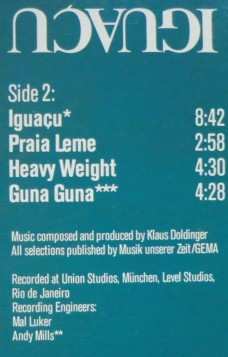 IGUAÇU
Side 2:
Iguaçu* 8:42
Praia Leme 2:58
Heavy Weight 4:30
Guna Guna*** 4:28
Music composed and produced by Klaus Doldinger
All selections published by Musik unserer Zeit/GEMA
Recorded at Union Studios, München, Level Studios,
Rio de Janeiro
Recording Engineers:
Mal Luker
Andy Mills**